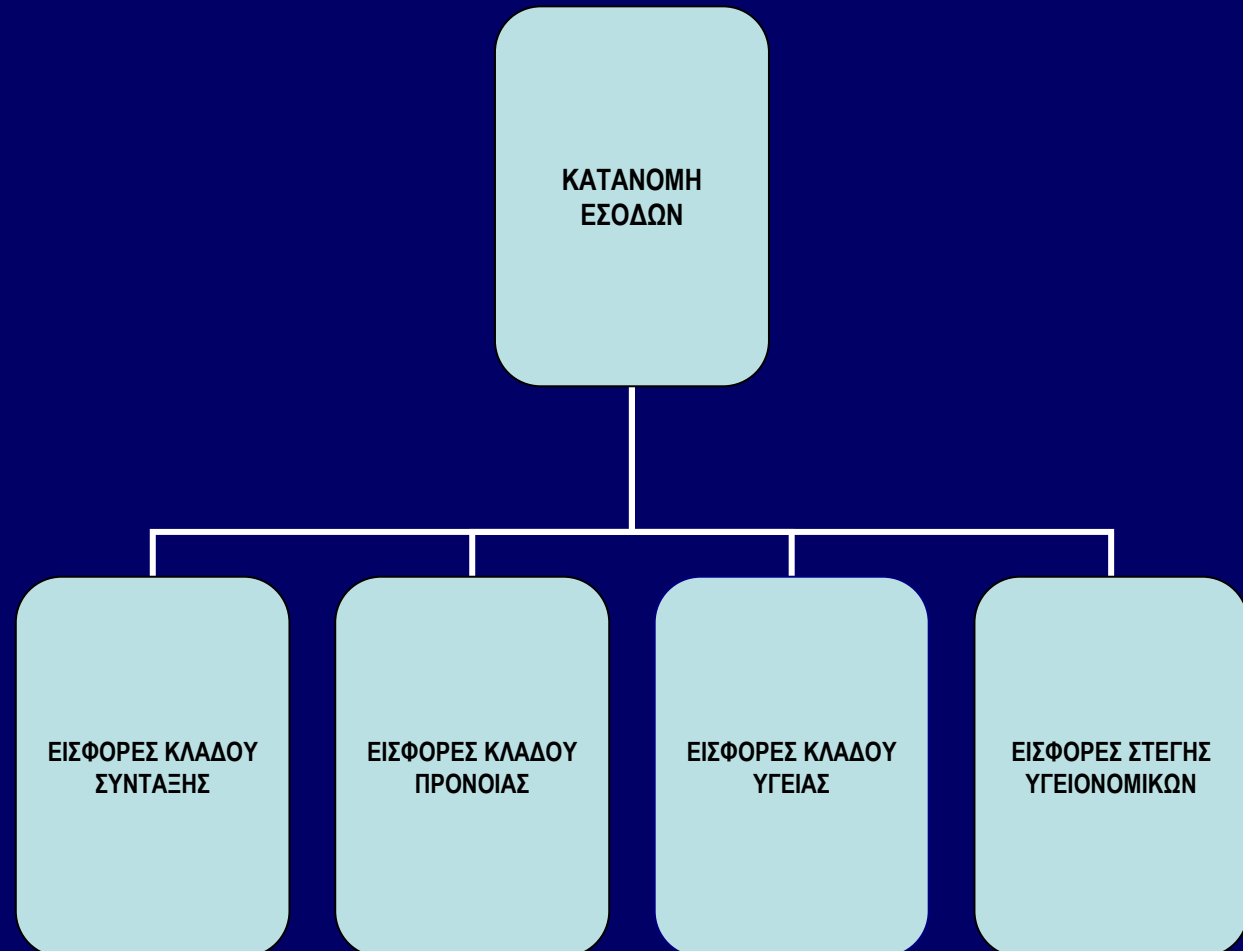 ΚΑΤΑΝΟΜΗ
ΕΣΟΔΩΝ
ΕΙΣΦΟΡΕΣ ΚΛΑΔΟΥ
ΣΥΝΤΑΞΗΣ
ΕΙΣΦΟΡΕΣ ΚΛΑΔΟΥ
ΠΡΟΝΟΙΑΣ
ΕΙΣΦΟΡΕΣ ΚΛΑΔΟΥ
ΥΓΕΙΑΣ
ΕΙΣΦΟΡΕΣ ΣΤΕΓΗΣ
ΥΓΕΙΟΝΟΜΙΚΩΝ